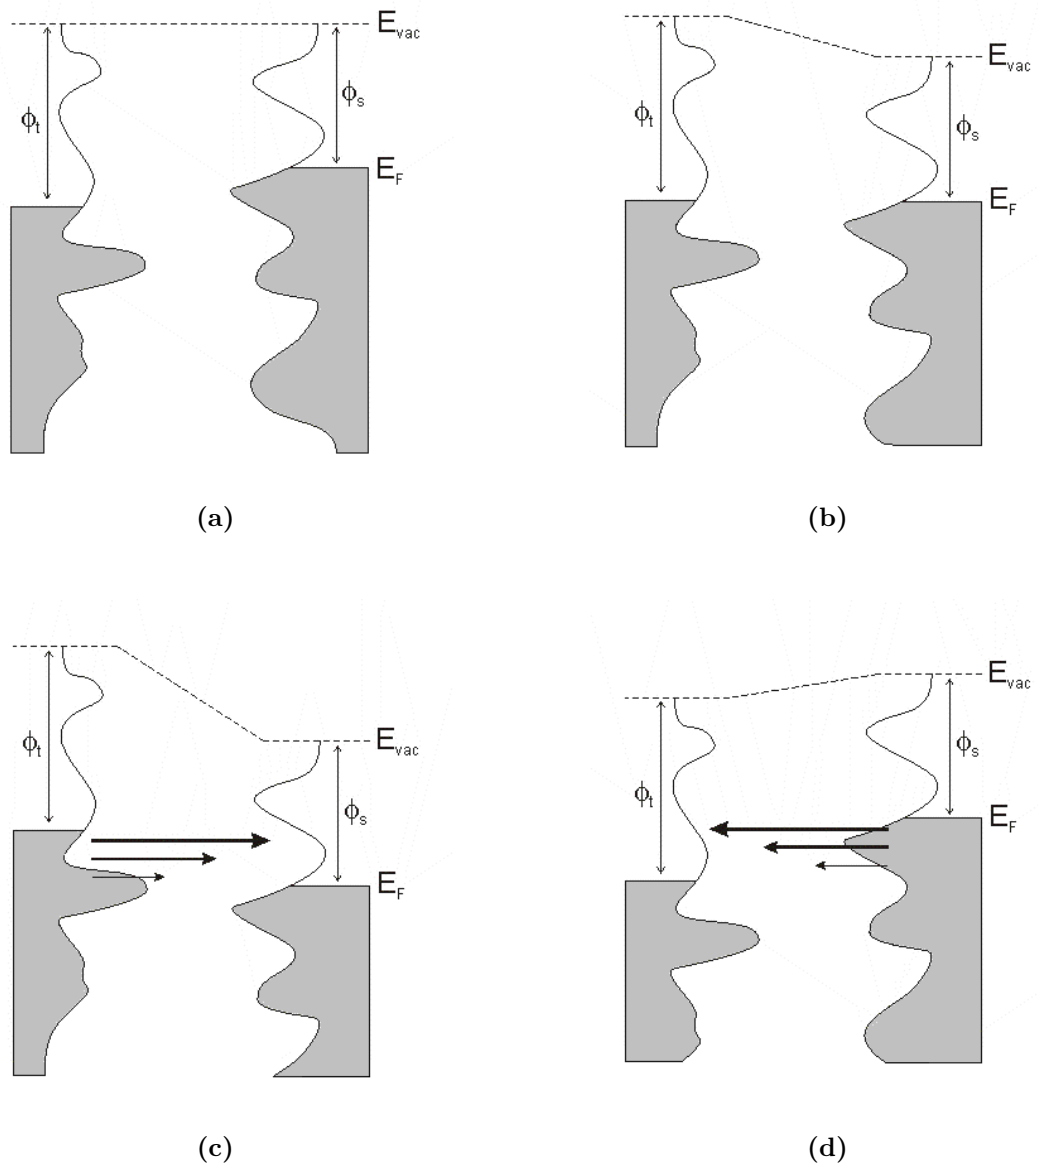 E_vac E_vac
ϕ_t ϕ_s ϕ_t ϕ_s
E_F E_F
(a) (b)
E_vac E_vac
ϕ_t ϕ_s ϕ_t ϕ_s
E_F E_F
(c) (d)